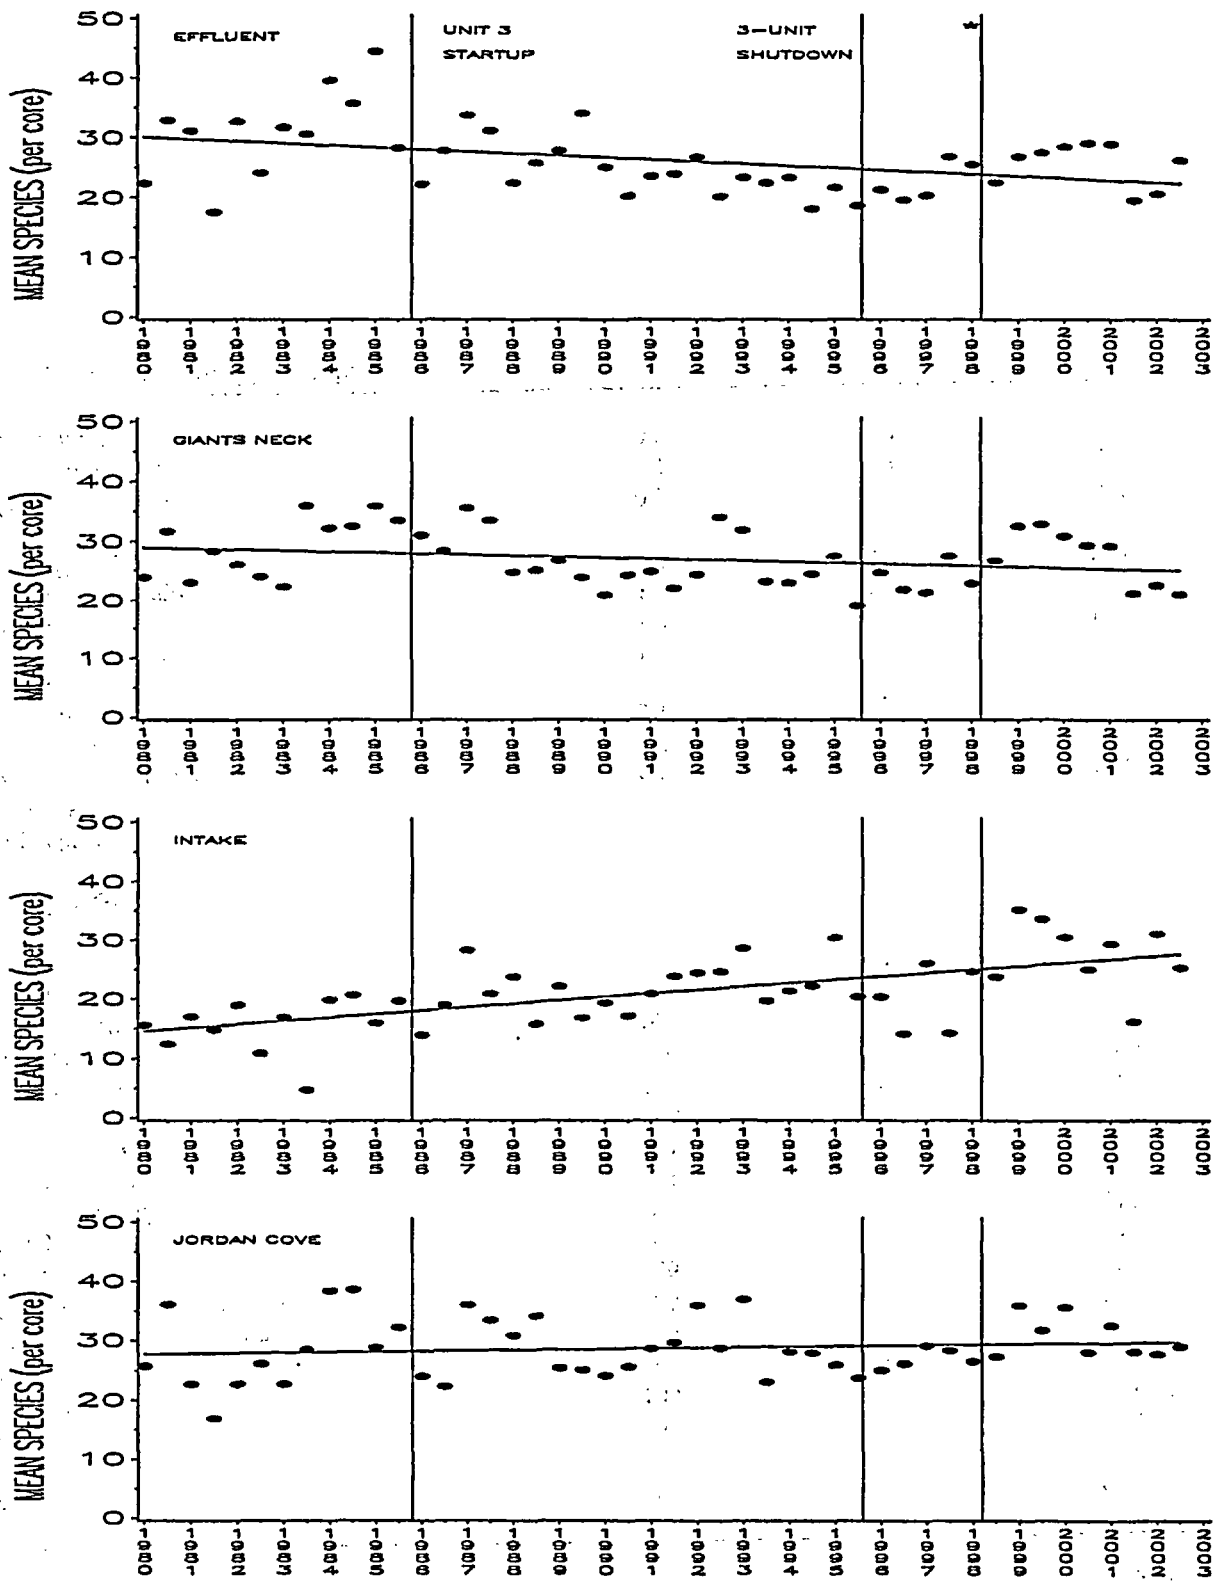 50
40
30
20
10
0
MEAN SPECIES (per core)
EFFLUENT
UNIT 3
STARTUP
3-UNIT
SHUTDOWN
*
1980 1981 1982 1983 1984 1985 1986 1987 1988 1989 1990 1991 1992 1993 1994 1995 1996 1997 1998 1999 2000 2001 2002 2003
50
40
30
20
10
0
MEAN SPECIES (per core)
GIANTS NECK
1980 1981 1982 1983 1984 1985 1986 1987 1988 1989 1990 1991 1992 1993 1994 1995 1996 1997 1998 1999 2000 2001 2002 2003
50
40
30
20
10
0
MEAN SPECIES (per core)
INTAKE
1980 1981 1982 1983 1984 1985 1986 1987 1988 1989 1990 1991 1992 1993 1994 1995 1996 1997 1998 1999 2000 2001 2002 2003
50
40
30
20
10
0
MEAN SPECIES (per core)
JORDAN COVE
1980 1981 1982 1983 1984 1985 1986 1987 1988 1989 1990 1991 1992 1993 1994 1995 1996 1997 1998 1999 2000 2001 2002 2003